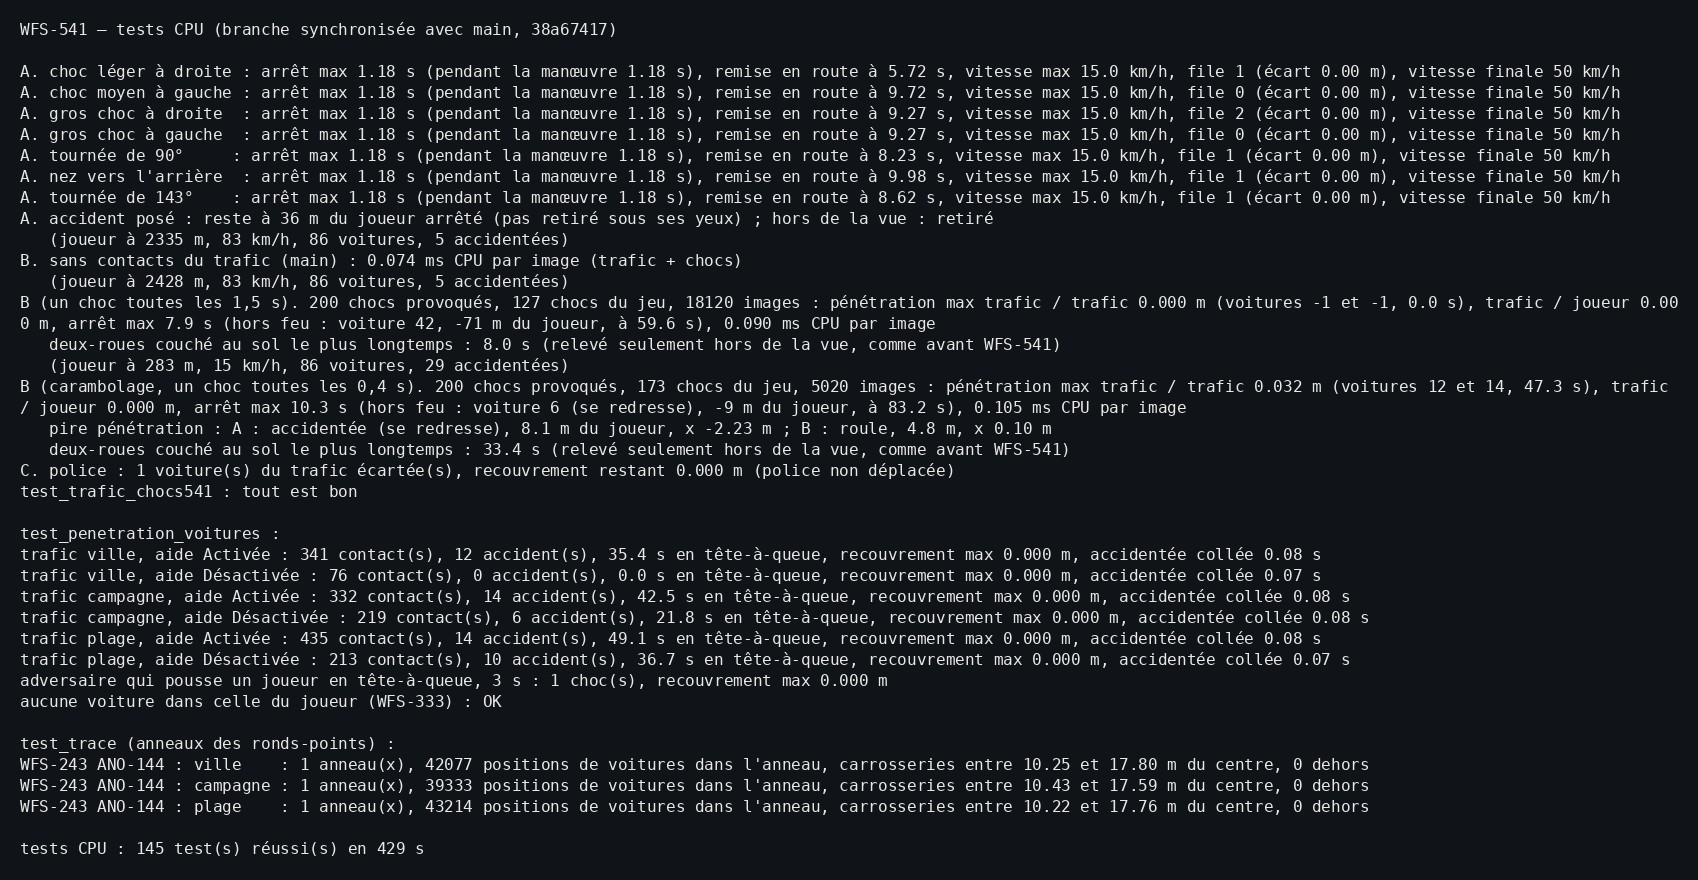 WFS-541 — tests CPU (branche synchronisée avec main, 38a67417)
A. choc léger à droite : arrêt max 1.18 s (pendant la manœuvre 1.18 s), remise en route à 5.72 s, vitesse max 15.0 km/h, file 1 (écart 0.00 m), vitesse finale 50 km/h
A. choc moyen à gauche : arrêt max 1.18 s (pendant la manœuvre 1.18 s), remise en route à 9.72 s, vitesse max 15.0 km/h, file 0 (écart 0.00 m), vitesse finale 50 km/h
A. gros choc à droite  : arrêt max 1.18 s (pendant la manœuvre 1.18 s), remise en route à 9.27 s, vitesse max 15.0 km/h, file 2 (écart 0.00 m), vitesse finale 50 km/h
A. gros choc à gauche  : arrêt max 1.18 s (pendant la manœuvre 1.18 s), remise en route à 9.27 s, vitesse max 15.0 km/h, file 0 (écart 0.00 m), vitesse finale 50 km/h
A. tournée de 90°     : arrêt max 1.18 s (pendant la manœuvre 1.18 s), remise en route à 8.23 s, vitesse max 15.0 km/h, file 1 (écart 0.00 m), vitesse finale 50 km/h
A. nez vers l'arrière  : arrêt max 1.18 s (pendant la manœuvre 1.18 s), remise en route à 9.98 s, vitesse max 15.0 km/h, file 1 (écart 0.00 m), vitesse finale 50 km/h
A. tournée de 143°    : arrêt max 1.18 s (pendant la manœuvre 1.18 s), remise en route à 8.62 s, vitesse max 15.0 km/h, file 1 (écart 0.00 m), vitesse finale 50 km/h
A. accident posé : reste à 36 m du joueur arrêté (pas retiré sous ses yeux) ; hors de la vue : retiré
(joueur à 2335 m, 83 km/h, 86 voitures, 5 accidentées)
B. sans contacts du trafic (main) : 0.074 ms CPU par image (trafic + chocs)
(joueur à 2428 m, 83 km/h, 86 voitures, 5 accidentées)
B (un choc toutes les 1,5 s). 200 chocs provoqués, 127 chocs du jeu, 18120 images : pénétration max trafic / trafic 0.000 m (voitures -1 et -1, 0.0 s), trafic / joueur 0.00
0 m, arrêt max 7.9 s (hors feu : voiture 42, -71 m du joueur, à 59.6 s), 0.090 ms CPU par image
deux-roues couché au sol le plus longtemps : 8.0 s (relevé seulement hors de la vue, comme avant WFS-541)
(joueur à 283 m, 15 km/h, 86 voitures, 29 accidentées)
B (carambolage, un choc toutes les 0,4 s). 200 chocs provoqués, 173 chocs du jeu, 5020 images : pénétration max trafic / trafic 0.032 m (voitures 12 et 14, 47.3 s), trafic
/ joueur 0.000 m, arrêt max 10.3 s (hors feu : voiture 6 (se redresse), -9 m du joueur, à 83.2 s), 0.105 ms CPU par image
pire pénétration : A : accidentée (se redresse), 8.1 m du joueur, x -2.23 m ; B : roule, 4.8 m, x 0.10 m
deux-roues couché au sol le plus longtemps : 33.4 s (relevé seulement hors de la vue, comme avant WFS-541)
C. police : 1 voiture(s) du trafic écartée(s), recouvrement restant 0.000 m (police non déplacée)
test_trafic_chocs541 : tout est bon
test_penetration_voitures :
trafic ville, aide Activée : 341 contact(s), 12 accident(s), 35.4 s en tête-à-queue, recouvrement max 0.000 m, accidentée collée 0.08 s
trafic ville, aide Désactivée : 76 contact(s), 0 accident(s), 0.0 s en tête-à-queue, recouvrement max 0.000 m, accidentée collée 0.07 s
trafic campagne, aide Activée : 332 contact(s), 14 accident(s), 42.5 s en tête-à-queue, recouvrement max 0.000 m, accidentée collée 0.08 s
trafic campagne, aide Désactivée : 219 contact(s), 6 accident(s), 21.8 s en tête-à-queue, recouvrement max 0.000 m, accidentée collée 0.08 s
trafic plage, aide Activée : 435 contact(s), 14 accident(s), 49.1 s en tête-à-queue, recouvrement max 0.000 m, accidentée collée 0.08 s
trafic plage, aide Désactivée : 213 contact(s), 10 accident(s), 36.7 s en tête-à-queue, recouvrement max 0.000 m, accidentée collée 0.07 s
adversaire qui pousse un joueur en tête-à-queue, 3 s : 1 choc(s), recouvrement max 0.000 m
aucune voiture dans celle du joueur (WFS-333) : OK
test_trace (anneaux des ronds-points) :
WFS-243 ANO-144 : ville    : 1 anneau(x), 42077 positions de voitures dans l'anneau, carrosseries entre 10.25 et 17.80 m du centre, 0 dehors
WFS-243 ANO-144 : campagne : 1 anneau(x), 39333 positions de voitures dans l'anneau, carrosseries entre 10.43 et 17.59 m du centre, 0 dehors
WFS-243 ANO-144 : plage    : 1 anneau(x), 43214 positions de voitures dans l'anneau, carrosseries entre 10.22 et 17.76 m du centre, 0 dehors
tests CPU : 145 test(s) réussi(s) en 429 s